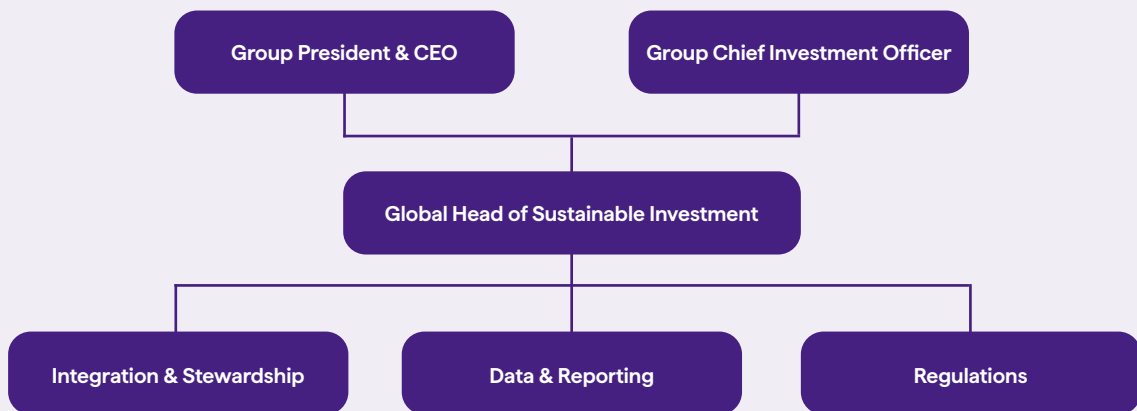 Group President & CEO
Group Chief Investment Officer
Global Head of Sustainable Investment
Integration & Stewardship
Data & Reporting
Regulations